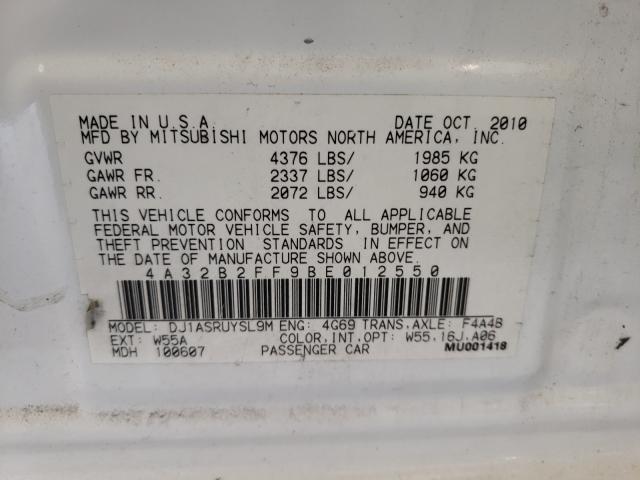 MADE IN U.S.A. DATE OCT. 2010
MFD BY MITSUBISHI MOTORS NORTH AMERICA, INC.
GVWR 4376 LBS/ 1985 KG
GAWR FR. 2337 LBS/ 1060 KG
GAWR RR. 2072 LBS/ 940 KG
THIS VEHICLE CONFORMS TO ALL APPLICABLE
FEDERAL MOTOR VEHICLE SAFETY, BUMPER, AND
THEFT PREVENTION STANDARDS IN EFFECT ON
THE DATE OF MANUFACTURE SHOWN ABOVE.
4A32B2FF9BE012550
MODEL: DJ1ASRUYSL9M ENG: 4G69 TRANS.AXLE: F4A4B
EXT: W55A COLOR,INT.OPT: W55.16J.A06
MDH 100607 PASSENGER CAR MU001418